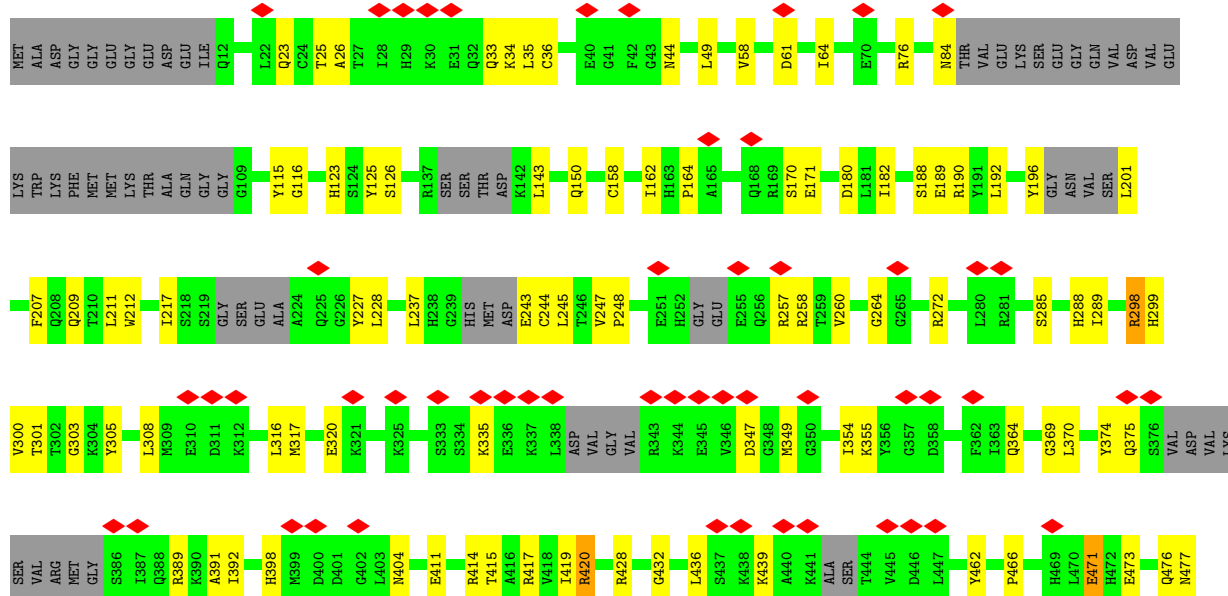 MET ALA ASP GLY GLY GLU GLY GLU ASP GLU ILE Q12 L22 Q23 C24 T25 A26 T27 I28 H29 K30 E31 Q32 Q33 K34 L35 C36 E40 G41 F42 G43 N44 L49 V58 D61 I64 E70 R76 N84 THR VAL GLU LYS SER GLU GLY GLN VAL ASP VAL GLU
LYS TRP LYS PHE MET MET LYS THR ALA GLN GLY GLY G109 Y115 G116 H123 S124 Y125 S126 R137 SER SER THR ASP K142 L143 Q150 C158 I162 H163 P164 A165 Q168 R169 S170 E171 D180 L181 I182 S188 E189 R190 Y191 L192 Y196 GLY ASN VAL SER L201
F207 Q208 Q209 T210 L211 W212 I217 S218 S219 GLY SER GLU ALA A224 Q225 G226 Y227 L228 L237 H238 G239 HIS MET ASP E243 C244 L245 T246 V247 P248 E251 H252 GLY GLU E255 Q256 R257 R258 T259 V260 G264 G265 R272 L280 R281 S285 H288 I289 R298 H299
V300 T301 T302 G303 K304 Y305 L308 M309 E310 D311 K312 L316 M317 E320 K321 K325 S333 S334 K335 E336 K337 L338 ASP VAL GLY VAL R343 K344 E345 V346 D347 G348 M349 G350 I354 K355 Y356 G357 D358 F362 I363 Q364 G369 L370 Y374 Q375 S376 VAL ASP VAL LYS
SER VAL ARG MET GLY S386 I387 Q388 R389 K390 A391 I392 H398 M399 D400 D401 G402 L403 N404 E411 R414 T415 A416 R417 V418 I419 R420 R428 G432 L436 S437 K438 K439 A440 K441 ALA SER T444 V445 D446 L447 Y462 P466 H469 L470 E471 H472 E473 Q476 N477